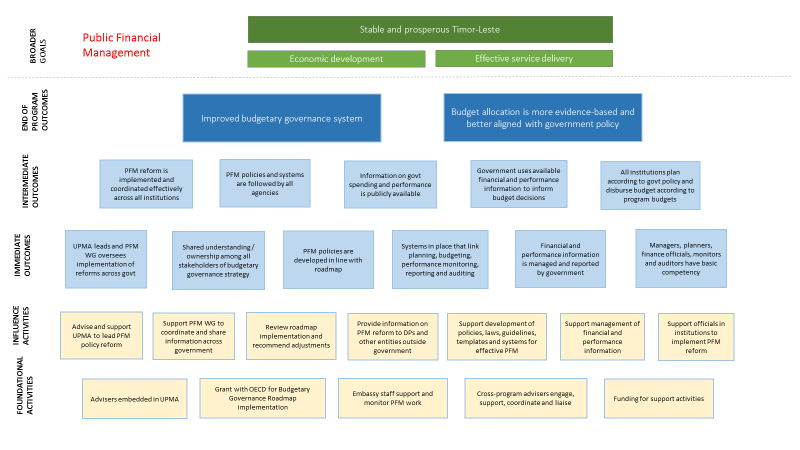 Public Financial
Management
BROADER
GOALS
Stable and prosperous Timor-Leste
Economic development
Effective service delivery
END OF
PROGRAM
OUTCOMES
Improved budgetary governance system
Budget allocation is more evidence-based and
better aligned with government policy
INTERMEDIATE
OUTCOMES
PFM reform is
implemented and
coordinated effectively
across all institutions
PFM policies and systems
are followed by all
agencies
Information on govt
spending and performance
is publicly available
Government uses available
financial and performance
information to inform
budget decisions
All institutions plan
according to govt policy and
disburse budget according to
program budgets
IMMEDIATE
OUTCOMES
UPMA leads and PFM
WG oversees
implementation of
reforms across govt
Shared understanding /
ownership among all
stakeholders of budgetary
governance strategy
PFM policies are
developed in line with
roadmap
Systems in place that link
planning, budgeting,
performance monitoring,
reporting and auditing
Financial and
performance information
is managed and reported
by government
Managers, planners,
finance officials, monitors
and auditors have basic
competency
INFLUENCE
ACTIVITIES
Advise and support
UPMA to lead PFM
policy reform
Support PFM WG to
coordinate and share
information across
government
Review roadmap
implementation and
recommend adjustments
Provide information on
PFM reform to DPs and
other entities outside
government
Support development of
policies, laws, guidelines,
templates and systems for
effective PFM
Support management of
financial and
performance
information
Support officials in
institutions to
implement PFM
reform
FOUNDATIONAL
ACTIVITIES
Advisers embedded in UPMA
Grant with OECD for Budgetary
Governance Roadmap
implementation
Embassy staff support and
monitor PFM work
Cross-program advisers engage,
support, coordinate and liaise
Funding for support activities